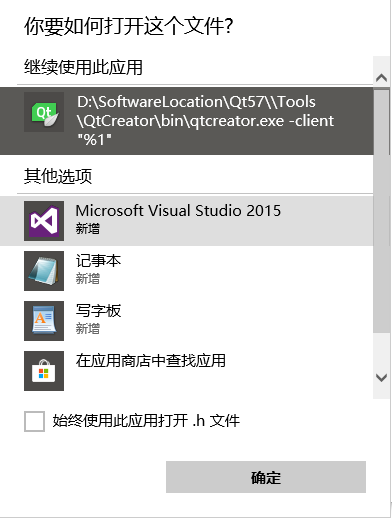 你要如何打开这个文件?
继续使用此应用
Qt
D:\SoftwareLocation\Qt57\\Tools
\QtCreator\bin\qtcreator.exe -client
"%1"
其他选项
Microsoft Visual Studio 2015
新增
记事本
新增
写字板
新增
在应用商店中查找应用
始终使用此应用打开 .h 文件
确定